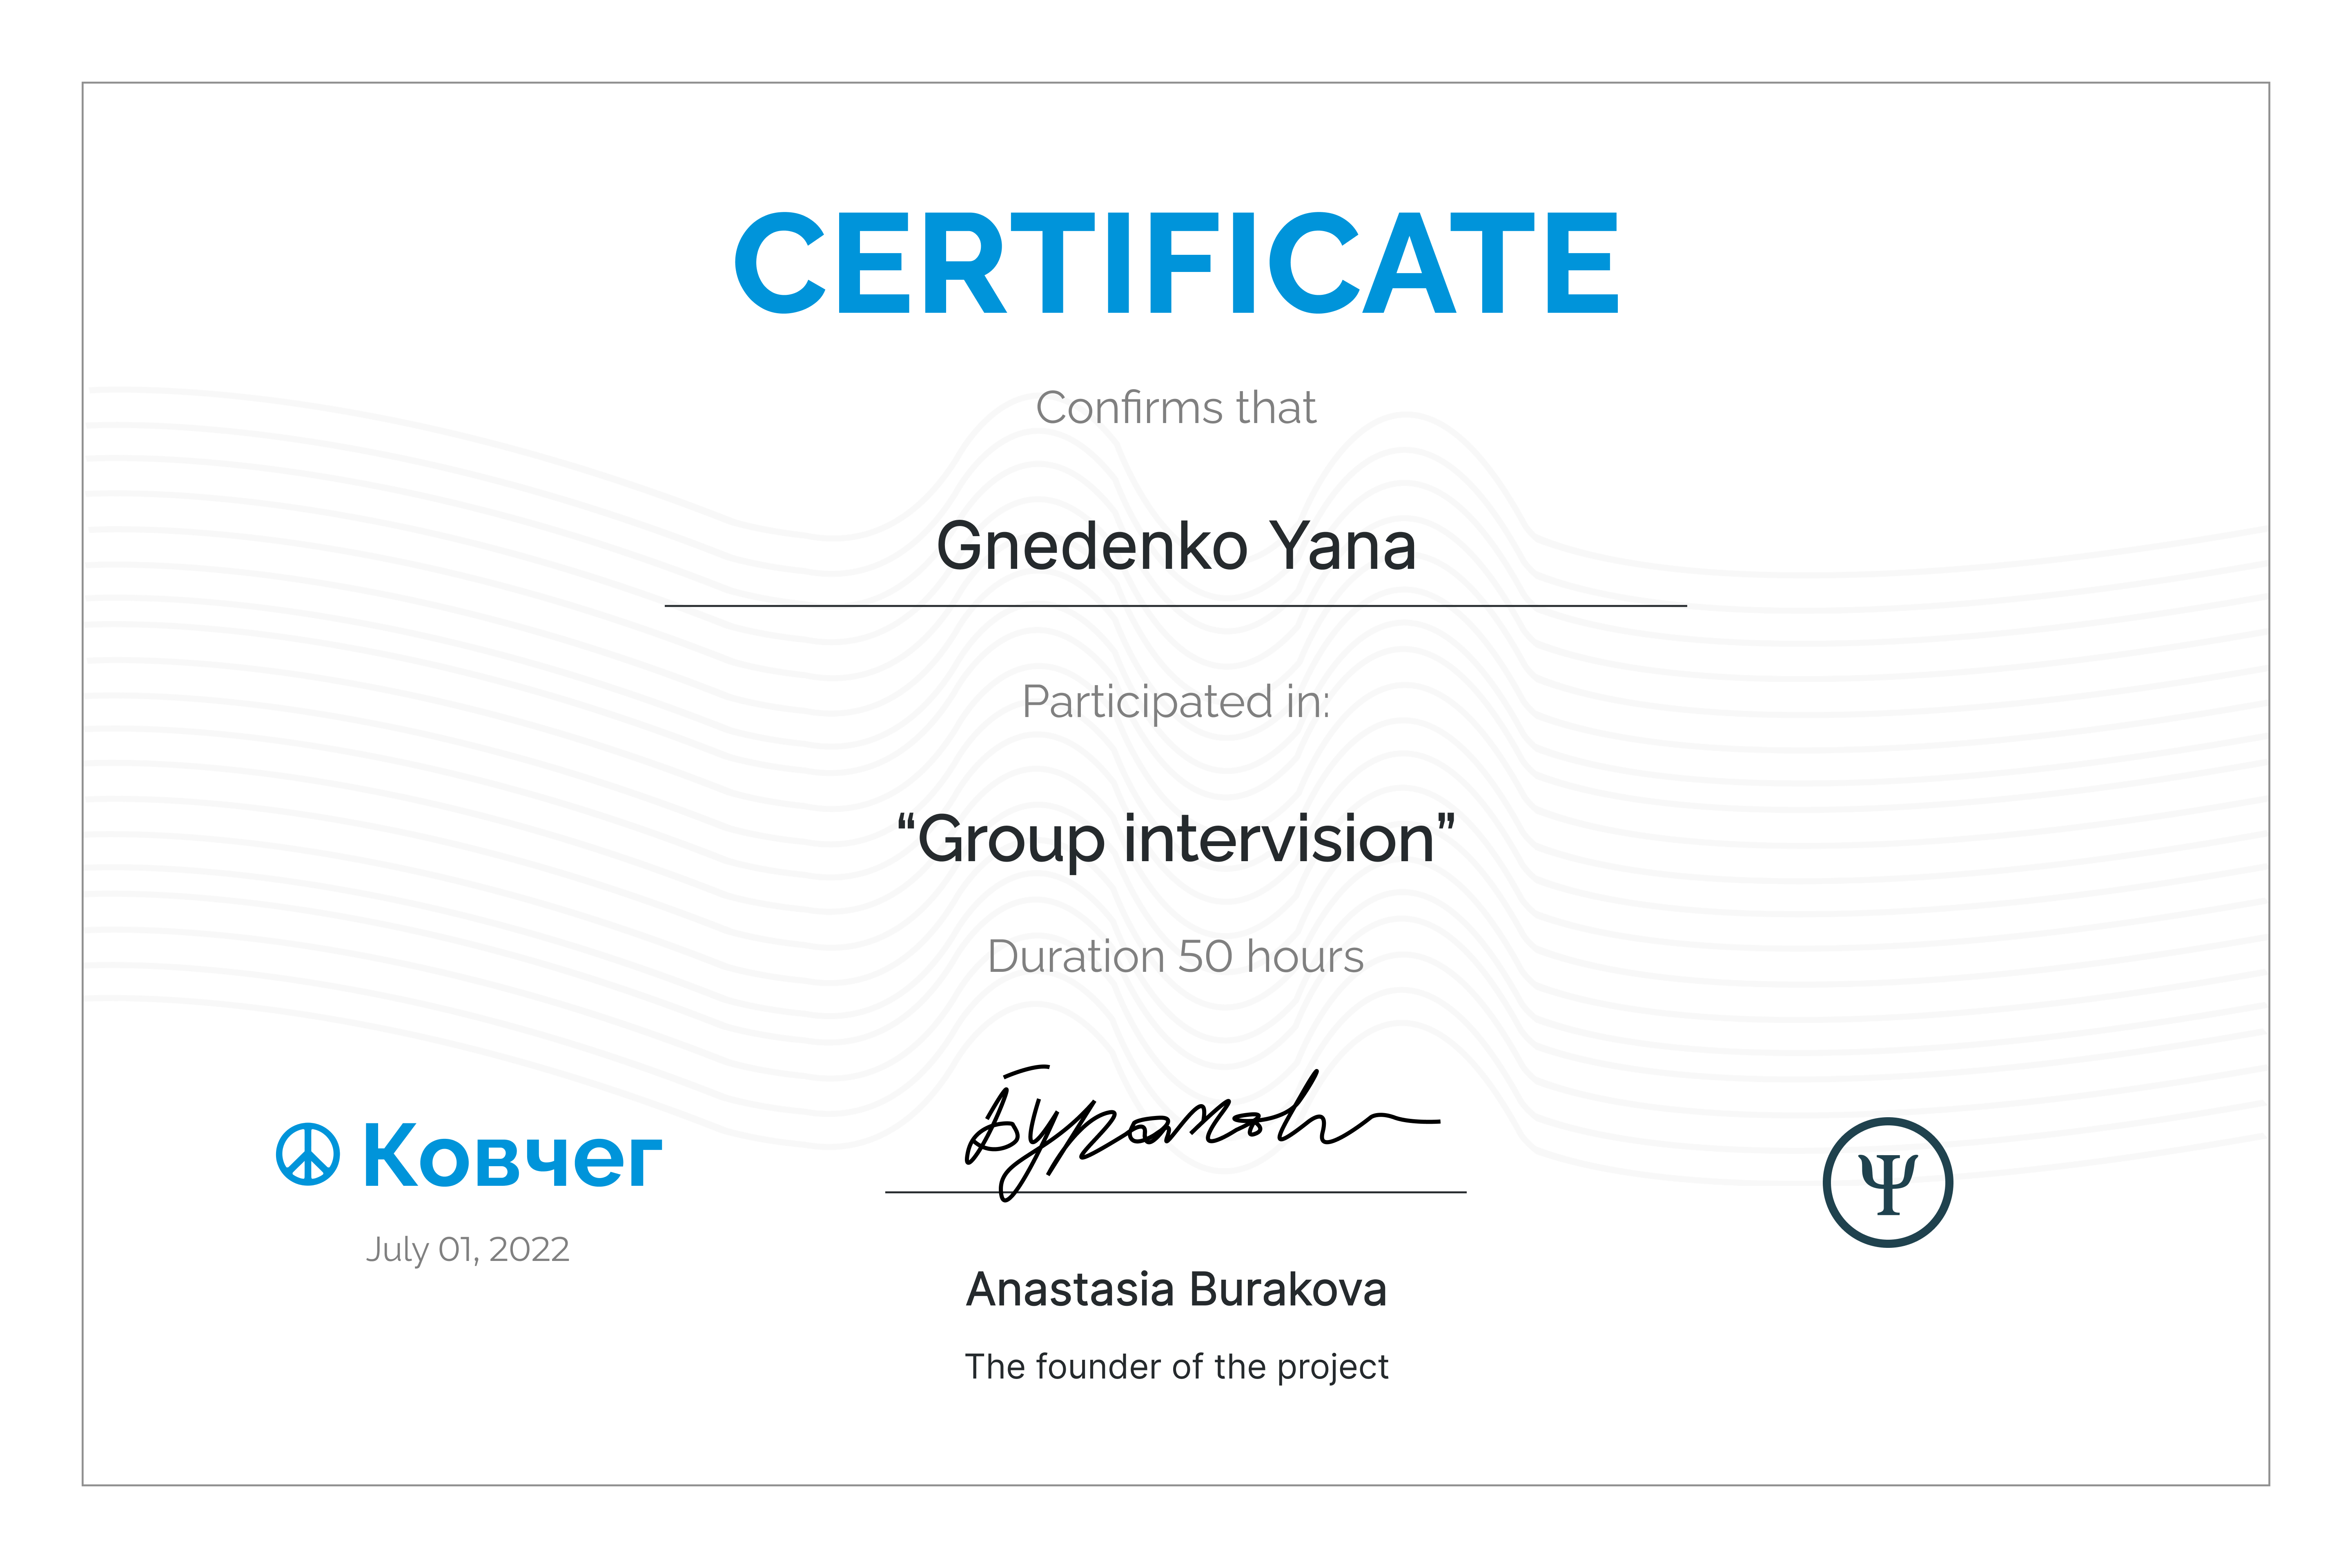 CERTIFICATE
Confirms that
Gnedenko Yana
Participated in:
“Group intervision”
Duration 50 hours
Ковчег
July 01, 2022
Бураков
Ψ
Anastasia Burakova
The founder of the project